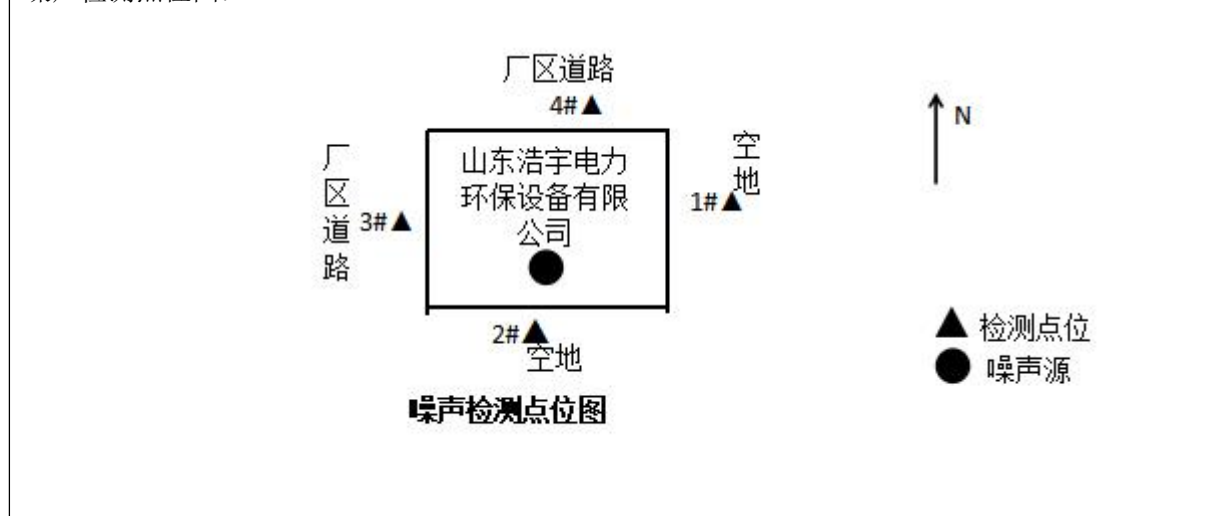 厂区道路
4#▲
N
山东浩宇电力
环保设备有限
公司
厂区道路
3#▲
空地
1#▲
2#▲
空地
▲ 检测点位
● 噪声源
噪声检测点位图